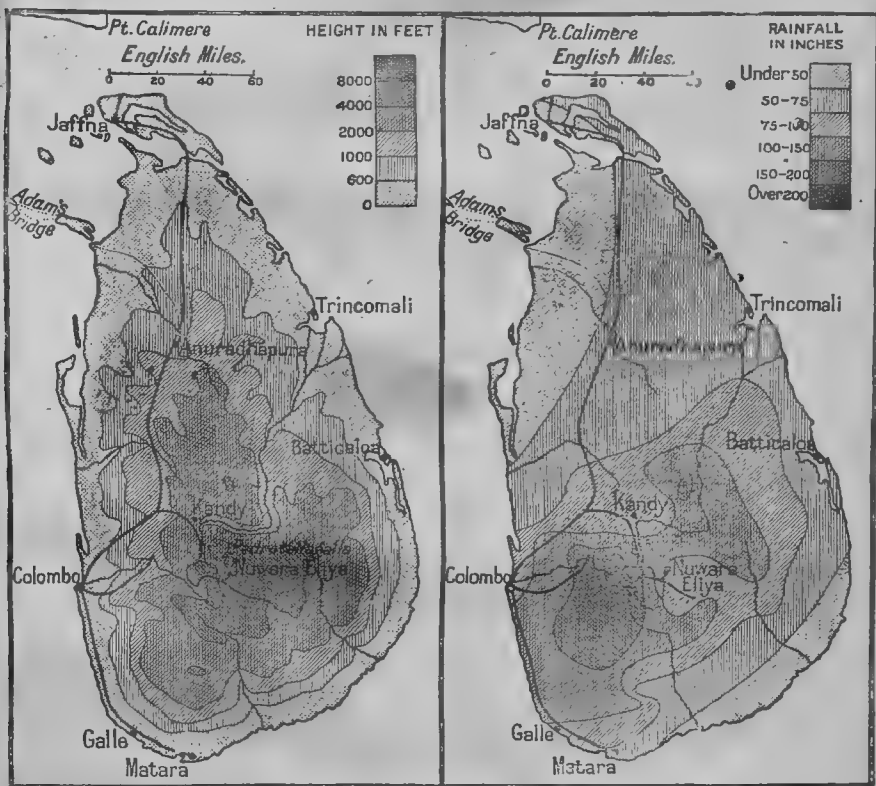 Pt. Calimere
English Miles.
0 20 40 60
HEIGHT IN FEET
8000
4000
2000
1000
600
0
Jaffna
Adam's
Bridge
Trincomali
Anuradhapura
Batticaloa
Kandy
Nuwara Eliya
Colombo
Galle
Matara
Pt. Calimere
English Miles.
0 20 40
RAINFALL
IN INCHES
Under 50
50-75
75-100
100-150
150-200
Over 200
Jaffna
Adam's
Bridge
Trincomali
Anuradhapura
Batticaloa
Kandy
Nuwara
Eliya
Colombo
Galle
Matara